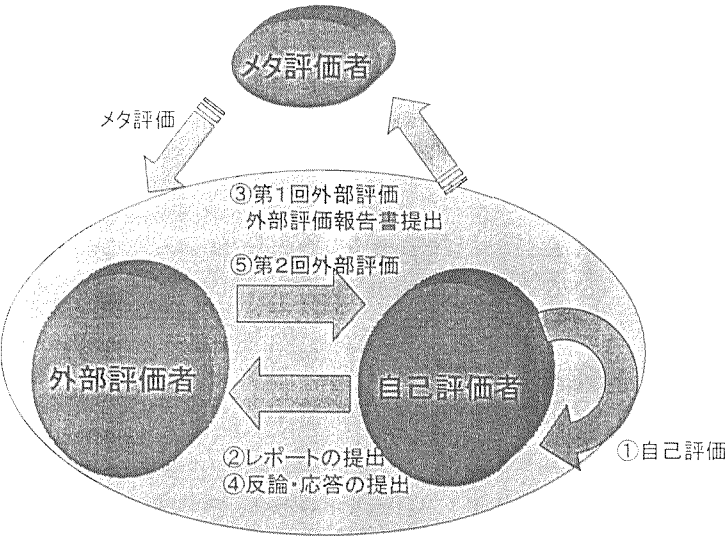 メタ評価者
メタ評価
③第1回外部評価
外部評価報告書提出
⑤第2回外部評価
外部評価者
自己評価者
②レポートの提出
④反論・応答の提出
①自己評価